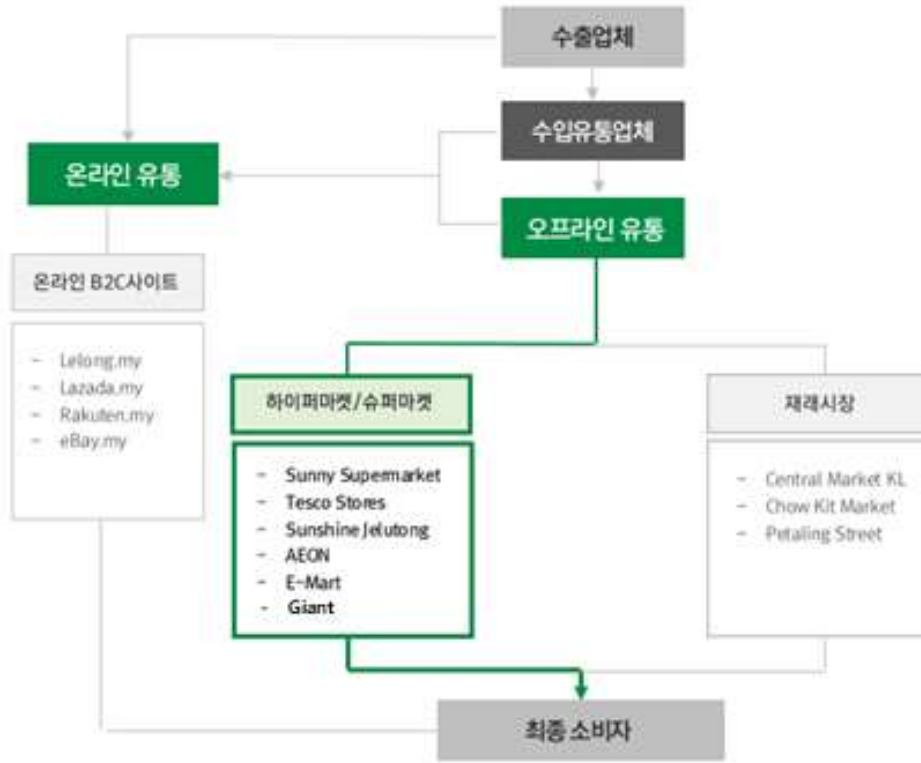 수출업체
수입유통업체
온라인 유통
오프라인 유통
온라인 B2C사이트
- Lelong.my
- Lazada.my
- Rakuten.my
- eBay.my
하이퍼마켓/슈퍼마켓
- Sunny Supermarket
- Tesco Stores
- Sunshine Jelutong
- AEON
- E-Mart
- Giant
재래시장
- Central Market KL
- Chow Kit Market
- Petaling Street
최종 소비자